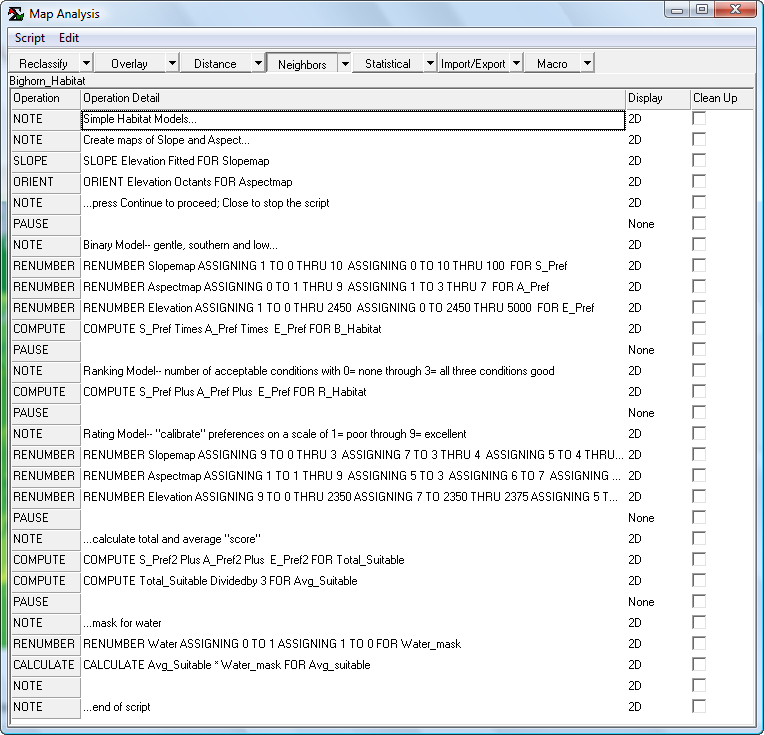 Map Analysis
Script Edit
Reclassify Overlay Distance Neighbors Statistical Import/Export Macro
Bighorn_Habitat
Operation Operation Detail Display Clean Up
NOTE Simple Habitat Models... 2D
NOTE Create maps of Slope and Aspect... 2D
SLOPE SLOPE Elevation Fitted FOR Slopemap 2D
ORIENT ORIENT Elevation Octants FOR Aspectmap 2D
NOTE ...press Continue to proceed; Close to stop the script 2D
PAUSE None
NOTE Binary Model-- gentle, southern and low... 2D
RENUMBER RENUMBER Slopemap ASSIGNING 1 TO 0 THRU 10 ASSIGNING 0 TO 10 THRU 100 FOR S_Pref 2D
RENUMBER RENUMBER Aspectmap ASSIGNING 0 TO 1 THRU 9 ASSIGNING 1 TO 3 THRU 7 FOR A_Pref 2D
RENUMBER RENUMBER Elevation ASSIGNING 1 TO 0 THRU 2450 ASSIGNING 0 TO 2450 THRU 5000 FOR E_Pref 2D
COMPUTE COMPUTE S_Pref Times A_Pref Times E_Pref FOR B_Habitat 2D
PAUSE None
NOTE Ranking Model-- number of acceptable conditions with 0= none through 3= all three conditions good 2D
COMPUTE COMPUTE S_Pref Plus A_Pref Plus E_Pref FOR R_Habitat 2D
PAUSE None
NOTE Rating Model-- "calibrate" preferences on a scale of 1= poor through 9= excellent 2D
RENUMBER RENUMBER Slopemap ASSIGNING 9 TO 0 THRU 3 ASSIGNING 7 TO 3 THRU 4 ASSIGNING 5 TO 4 THRU... 2D
RENUMBER RENUMBER Aspectmap ASSIGNING 1 TO 1 THRU 9 ASSIGNING 5 TO 3 ASSIGNING 6 TO 7 ASSIGNING ... 2D
RENUMBER RENUMBER Elevation ASSIGNING 9 TO 0 THRU 2350 ASSIGNING 7 TO 2350 THRU 2375 ASSIGNING 5 T... 2D
PAUSE None
NOTE ...calculate total and average "score" 2D
COMPUTE COMPUTE S_Pref2 Plus A_Pref2 Plus E_Pref2 FOR Total_Suitable 2D
COMPUTE COMPUTE Total_Suitable Dividedby 3 FOR Avg_Suitable 2D
PAUSE None
NOTE ...mask for water 2D
RENUMBER RENUMBER Water ASSIGNING 0 TO 1 ASSIGNING 1 TO 0 FOR Water_mask 2D
CALCULATE CALCULATE Avg_Suitable * Water_mask FOR Avg_suitable 2D
NOTE 2D
NOTE ...end of script 2D